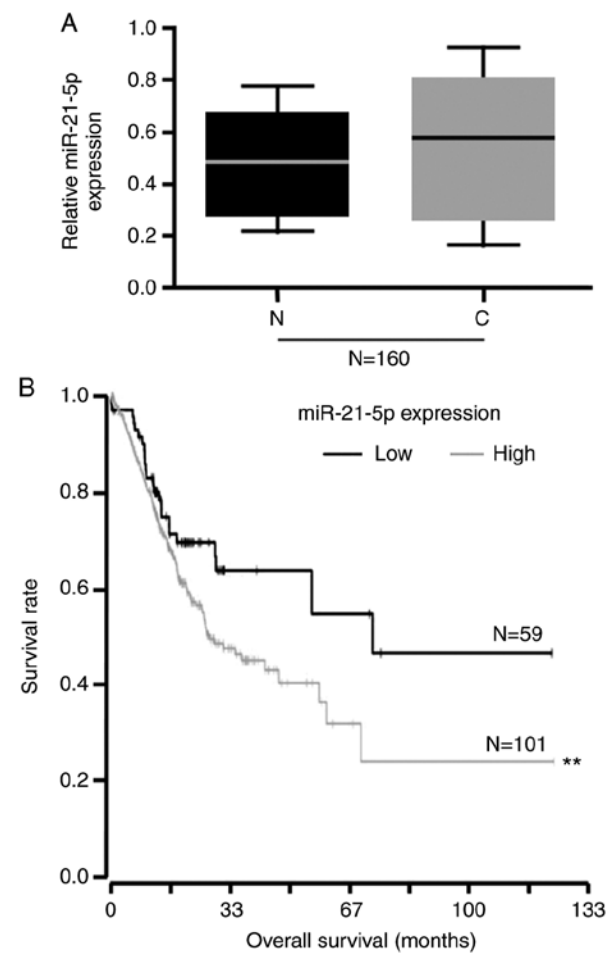 A
1.0
0.8
0.6
0.4
0.2
0.0
Relative miR-21-5p
expression
N
C
N=160
B
1.0
0.8
0.6
0.4
0.2
0.0
Survival rate
miR-21-5p expression
Low
High
N=59
N=101
**
0
33
67
100
133
Overall survival (months)